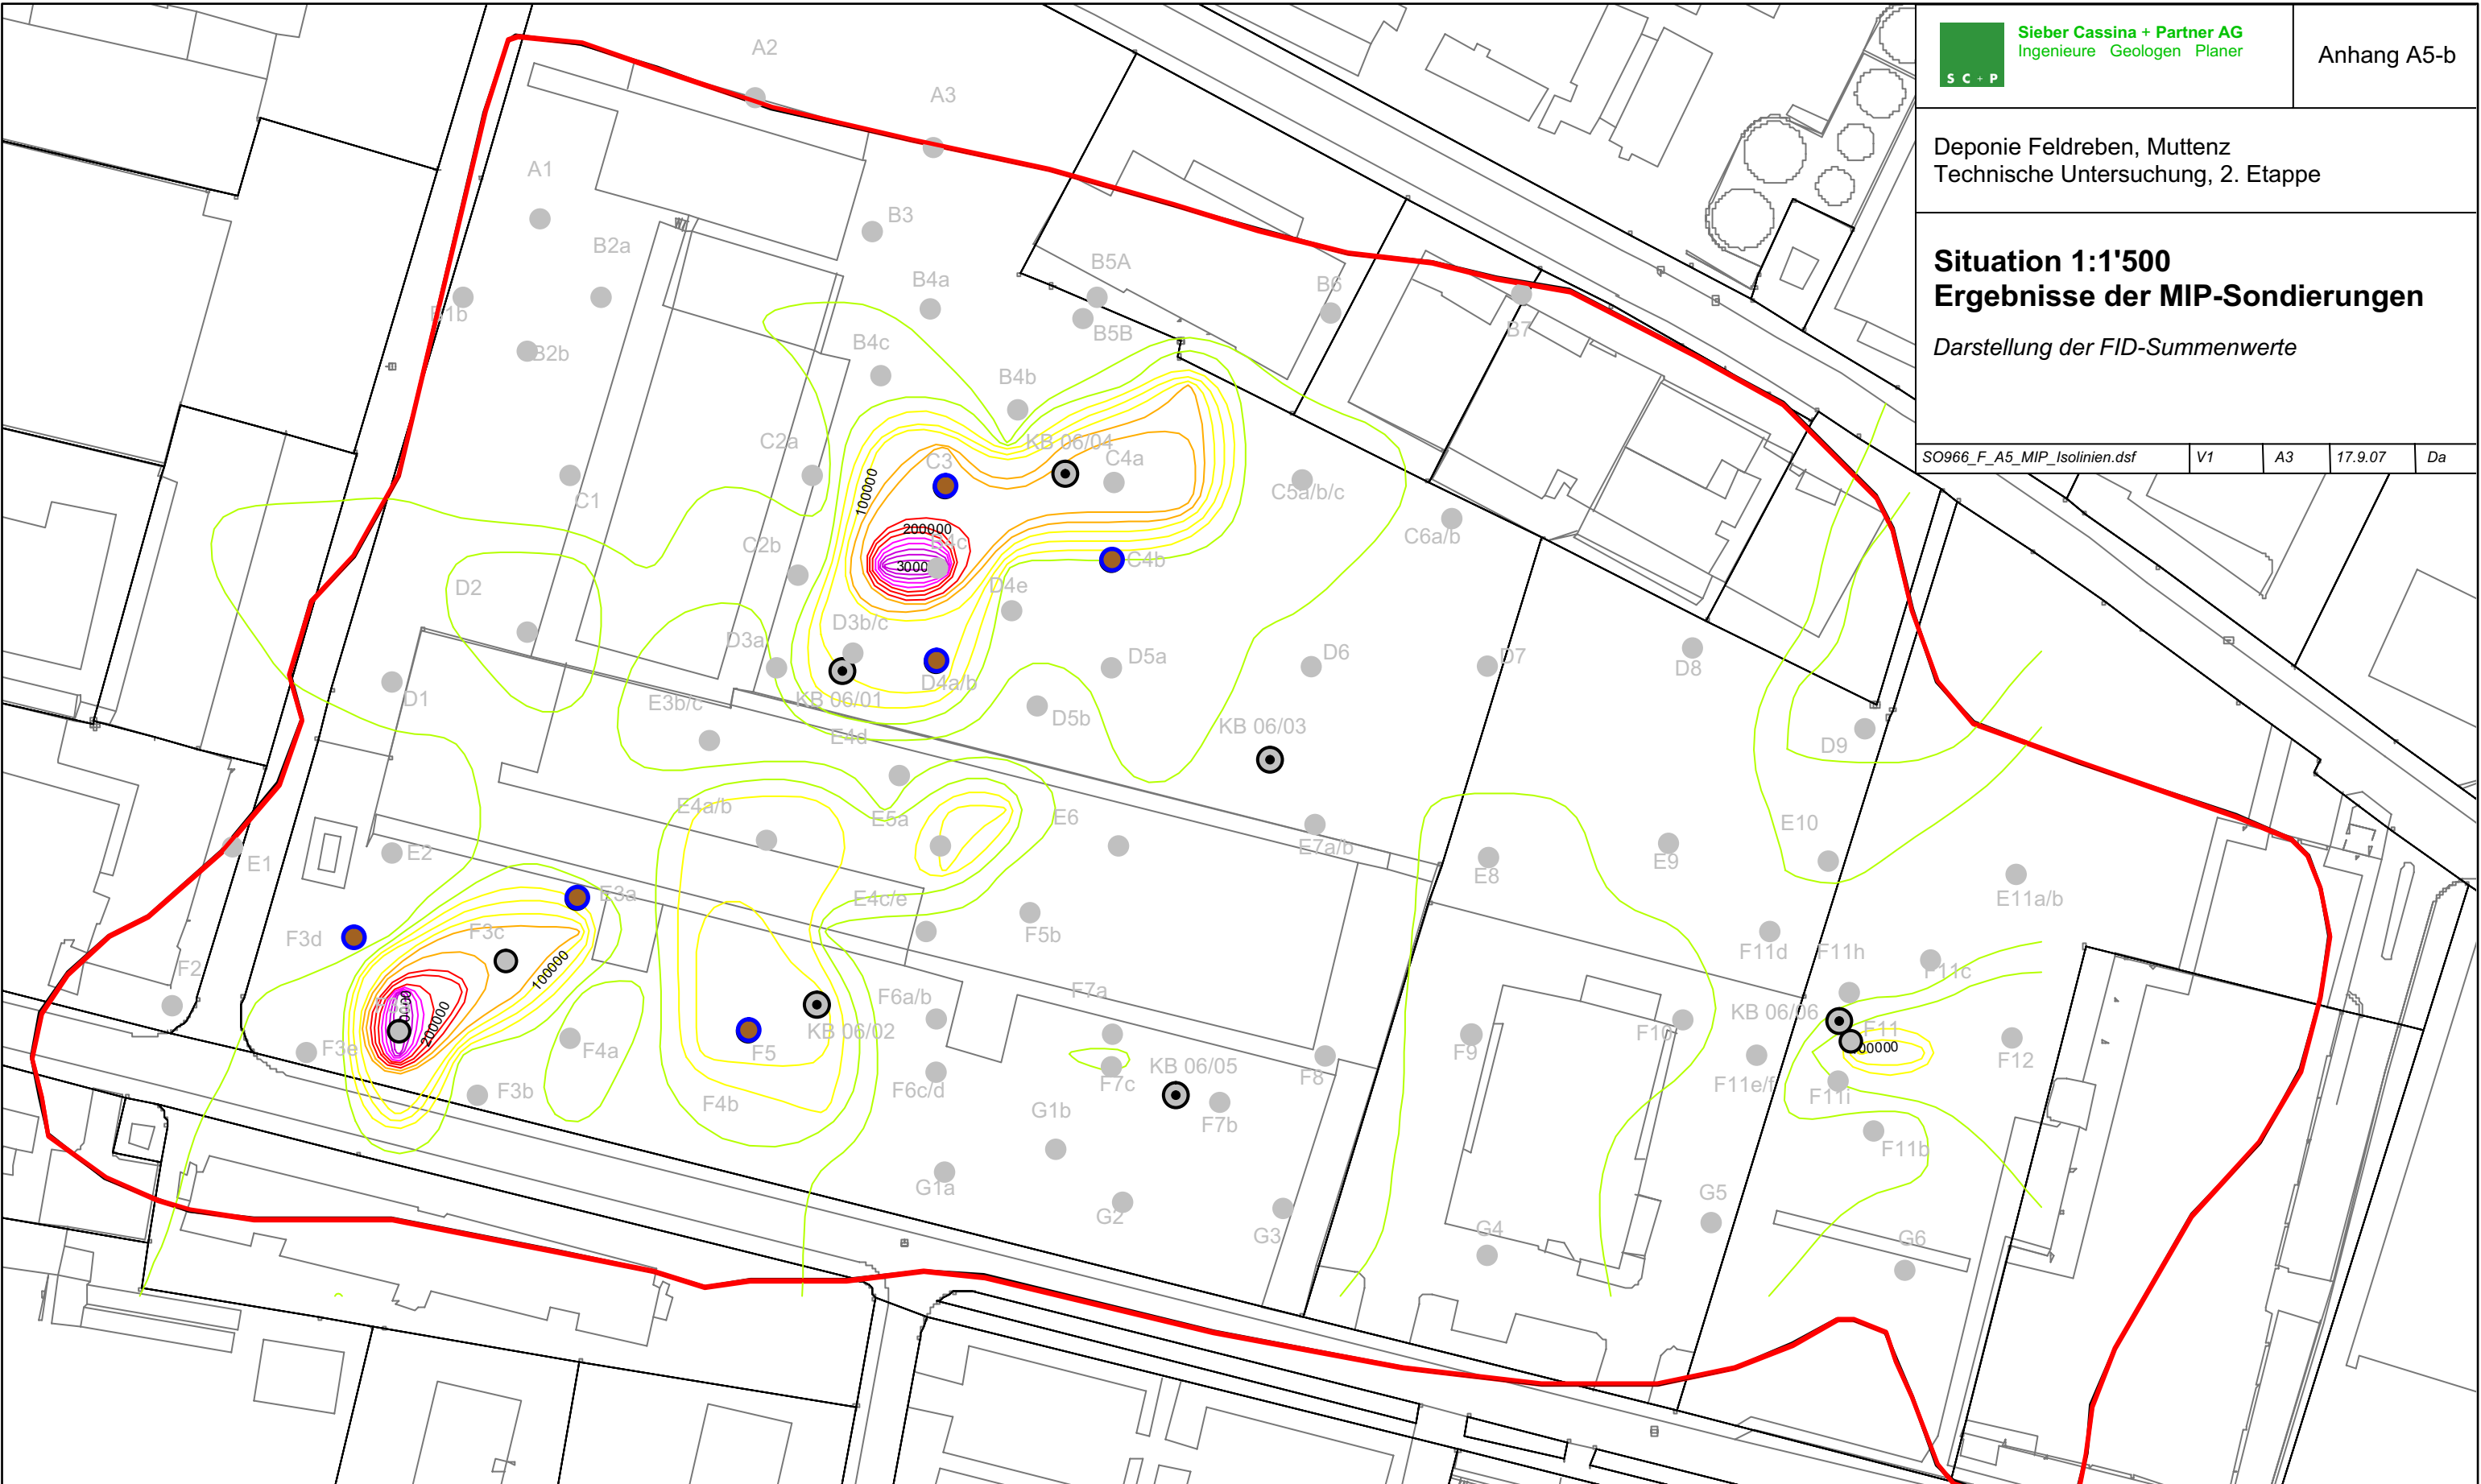 Sieber Cassina + Partner AG
Ingenieure Geologen Planer
S C + P
Anhang A5-b
Deponie Feldreben, Muttenz
Technische Untersuchung, 2. Etappe
Situation 1:1'500
Ergebnisse der MIP-Sondierungen
Darstellung der FID-Summenwerte
SO966_F_A5_MIP_Isolinien.dsf V1 A3 17.9.07 Da
A2
A3
A1
B3
B2a
B5A
B4a
B6
B1b
B5B
B7
B2b
B4c
B4b
C2a
KB 06/04
C3
C4a
C1
100000
C5a/b/c
200000
C6a/b
C2b
C4b
D2
D4e
D3b/c
D3a
D5a
D6
D7
D8
D1
E3b/c
KB 06/01
D4a/b
D5b
KB 06/03
E4d
D9
E4a/b
E5a
E6
E10
E2
E7a/b
E1
E9
E8
E3a
E4c/e
E11a/b
F3d
F3c
F5b
F11d
F11h
F2
100000
F11c
F6a/b
F7a
200000
KB 06/02
KB 06/06
F11
F3e
F4a
F5
F9
F10
F12
KB 06/05
F7c
F8
F11e/f
F11i
F3b
F4b
F6c/d
G1b
F7b
F11b
G1a
G5
G2
G3
G4
G6